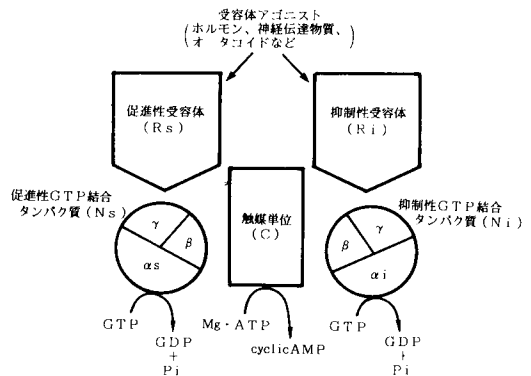 受容体アゴニスト
(ホルモン、神経伝達物質、
オータコイドなど)
促進性受容体
(Rs)
抑制性受容体
(Ri)
促進性GTP結合
タンパク質(Ns)
触媒単位
(C)
抑制性GTP結合
タンパク質(Ni)
γ
β
αs
β
γ
αi
GTP
GDP
+
Pi
Mg・ATP
cyclicAMP
GTP
GDP
+
Pi